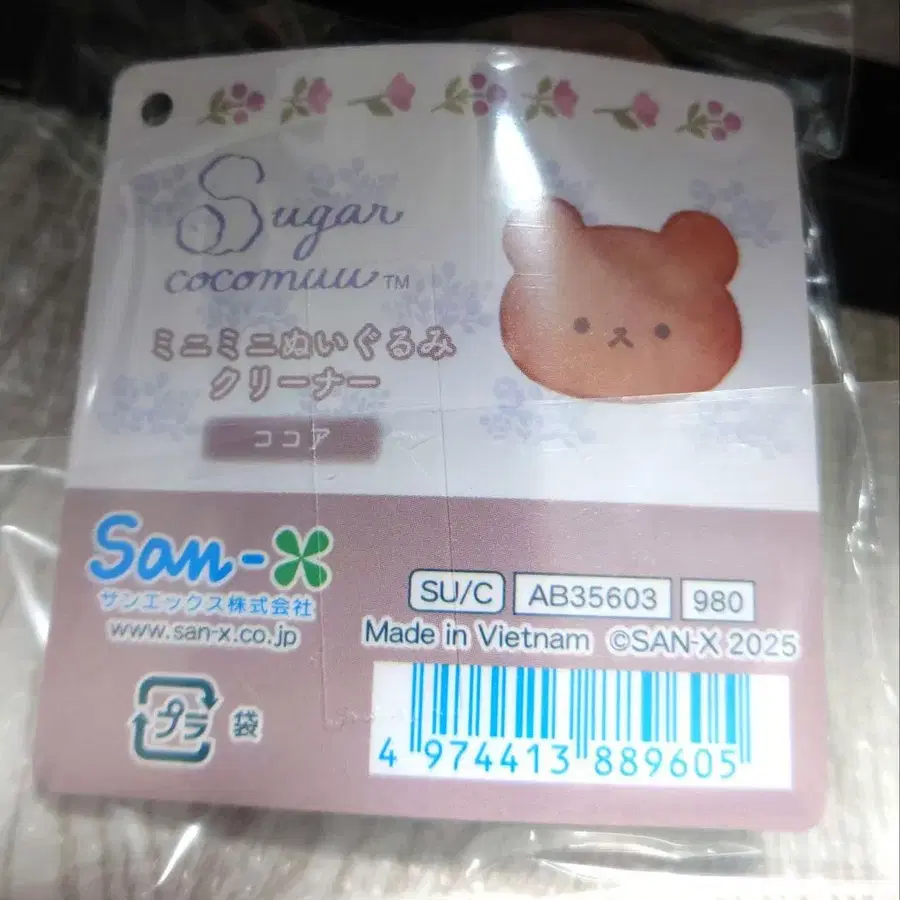 Sugar
cocomuu™
ミニミニぬいぐるみ
クリーナー
ココア
San-X
サンエックス株式会社
www.san-x.co.jp
SU/C AB35603 980
Made in Vietnam ©SAN-X 2025
プラ 袋
4 974413 889605